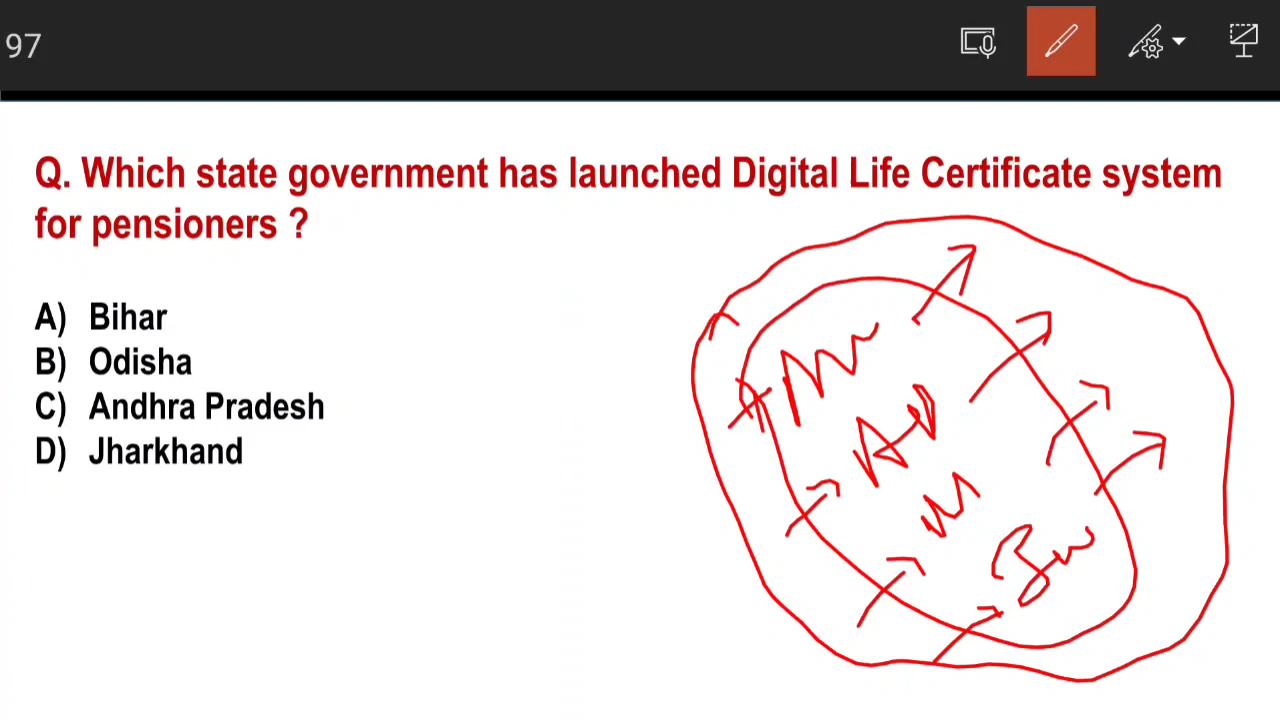 97
Q. Which state government has launched Digital Life Certificate system
for pensioners ?
A) Bihar
B) Odisha
C) Andhra Pradesh
D) Jharkhand